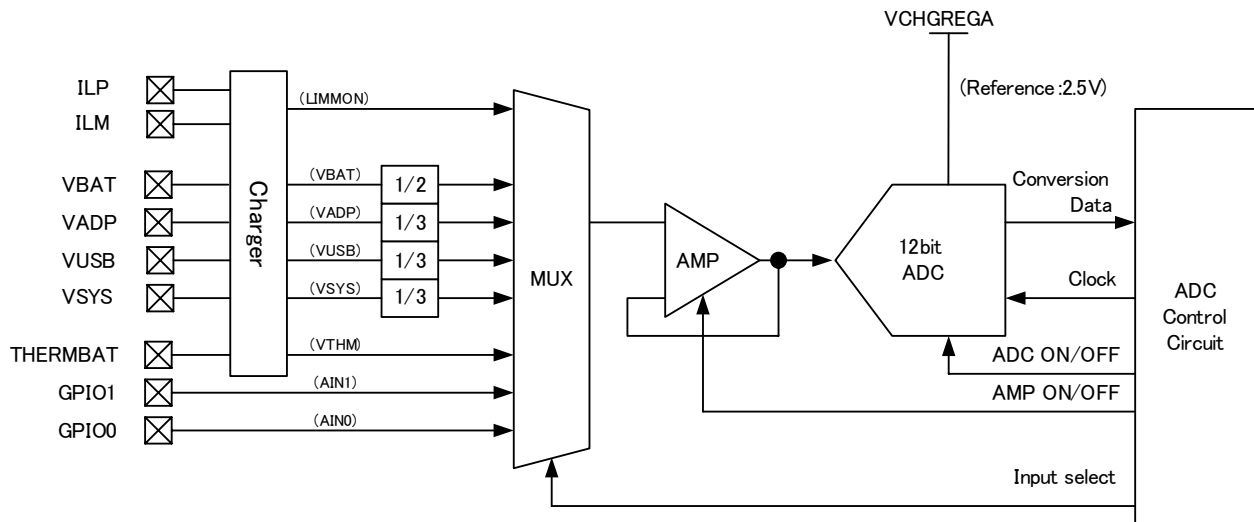 VCHGREGA
(Reference:2.5V)
ILP
ILM
VBAT
VADP
VUSB
VSYS
THERMBAT
GPIO1
GPIO0
Charger
(LIMMON)
(VBAT)
(VADP)
(VUSB)
(VSYS)
(VTHM)
(AIN1)
(AIN0)
1/2
1/3
1/3
1/3
MUX
AMP
12bit
ADC
Conversion
Data
Clock
ADC ON/OFF
AMP ON/OFF
Input select
ADC
Control
Circuit